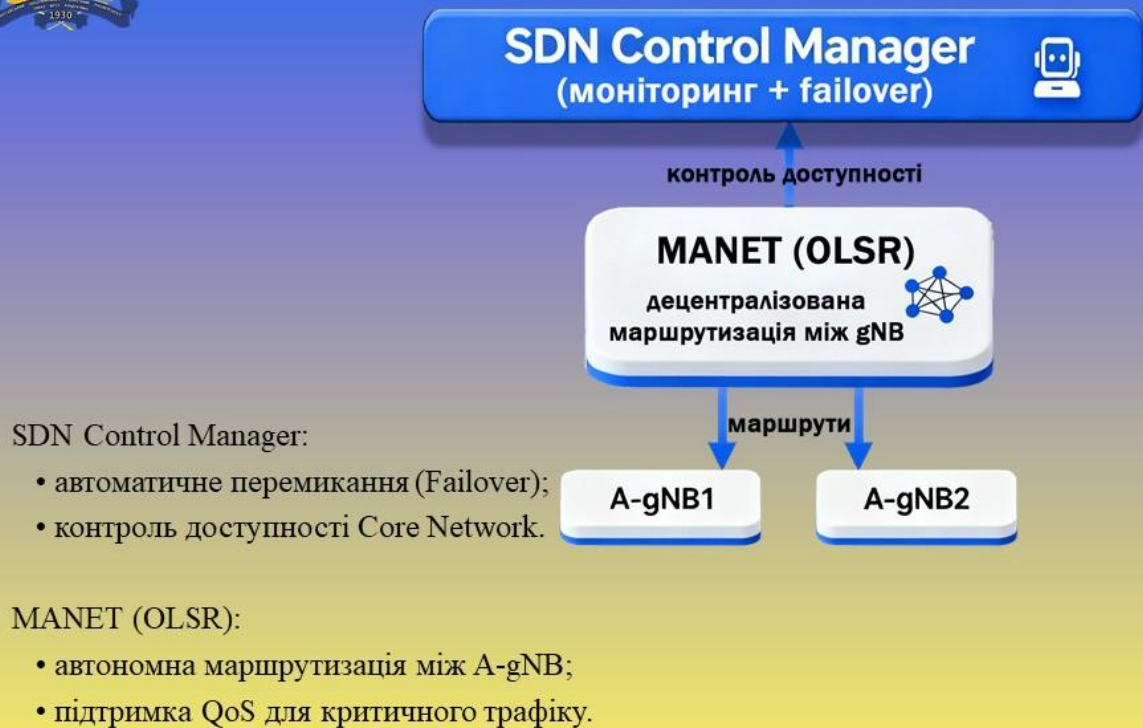 1930
SDN Control Manager
(моніторинг + failover)
контроль доступності
MANET (OLSR)
децентралізована
маршрутизація між gNB
маршрути
A-gNB1
A-gNB2
SDN Control Manager:
• автоматичне перемикання (Failover);
• контроль доступності Core Network.
MANET (OLSR):
• автономна маршрутизація між A-gNB;
• підтримка QoS для критичного трафіку.